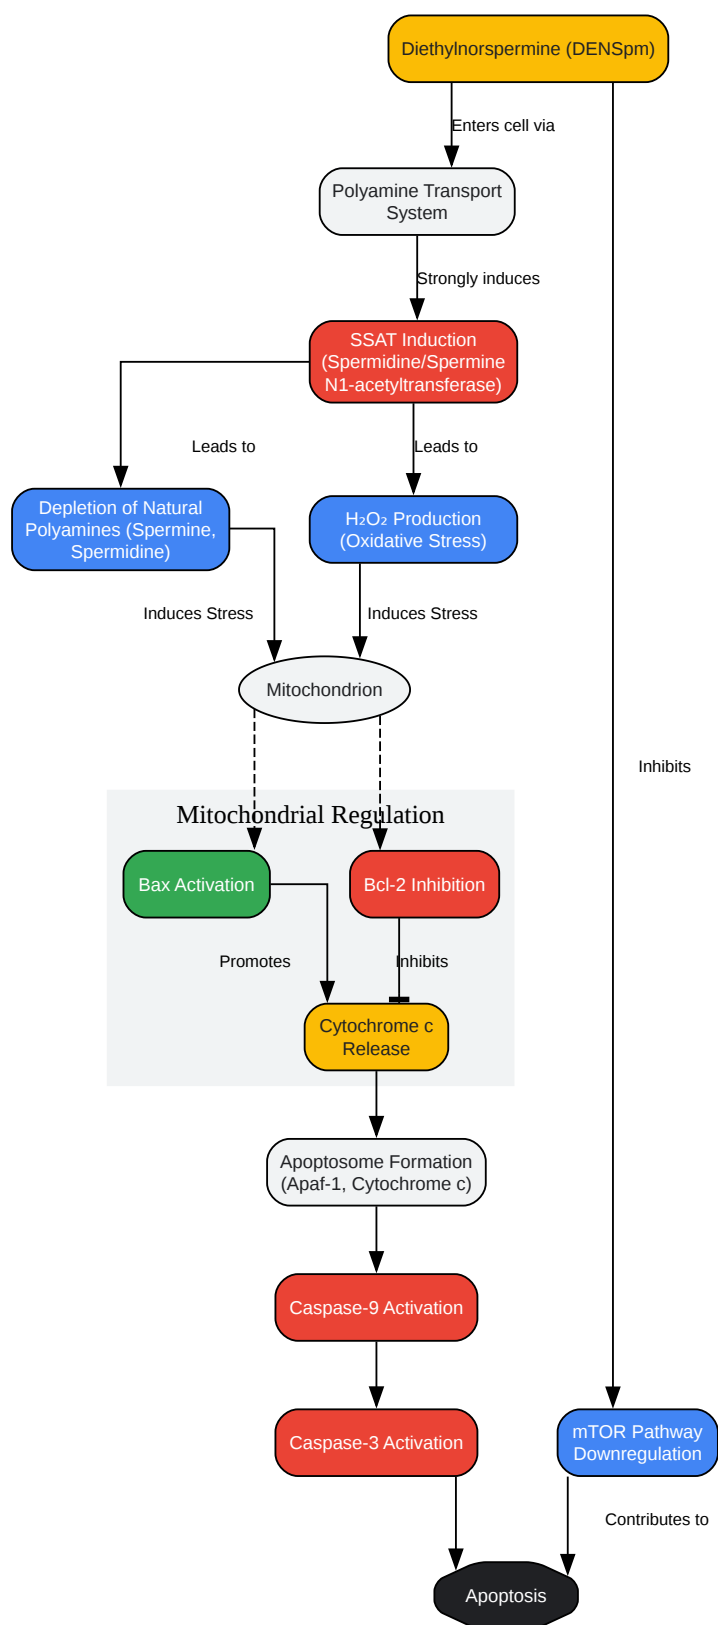 Diethylnorspermine (DENSpm)
Enters cell via
Polyamine Transport
System
Strongly induces
SSAT Induction
(Spermidine/Spermine
N1-acetyltransferase)
Leads to
Leads to
Depletion of Natural
Polyamines (Spermine,
Spermidine)
H₂O₂ Production
(Oxidative Stress)
Induces Stress
Induces Stress
Mitochondrion
Inhibits
Mitochondrial Regulation
Bax Activation
Bcl-2 Inhibition
Promotes
Inhibits
Cytochrome c
Release
Apoptosome Formation
(Apaf-1, Cytochrome c)
Caspase-9 Activation
Caspase-3 Activation
mTOR Pathway
Downregulation
Contributes to
Apoptosis